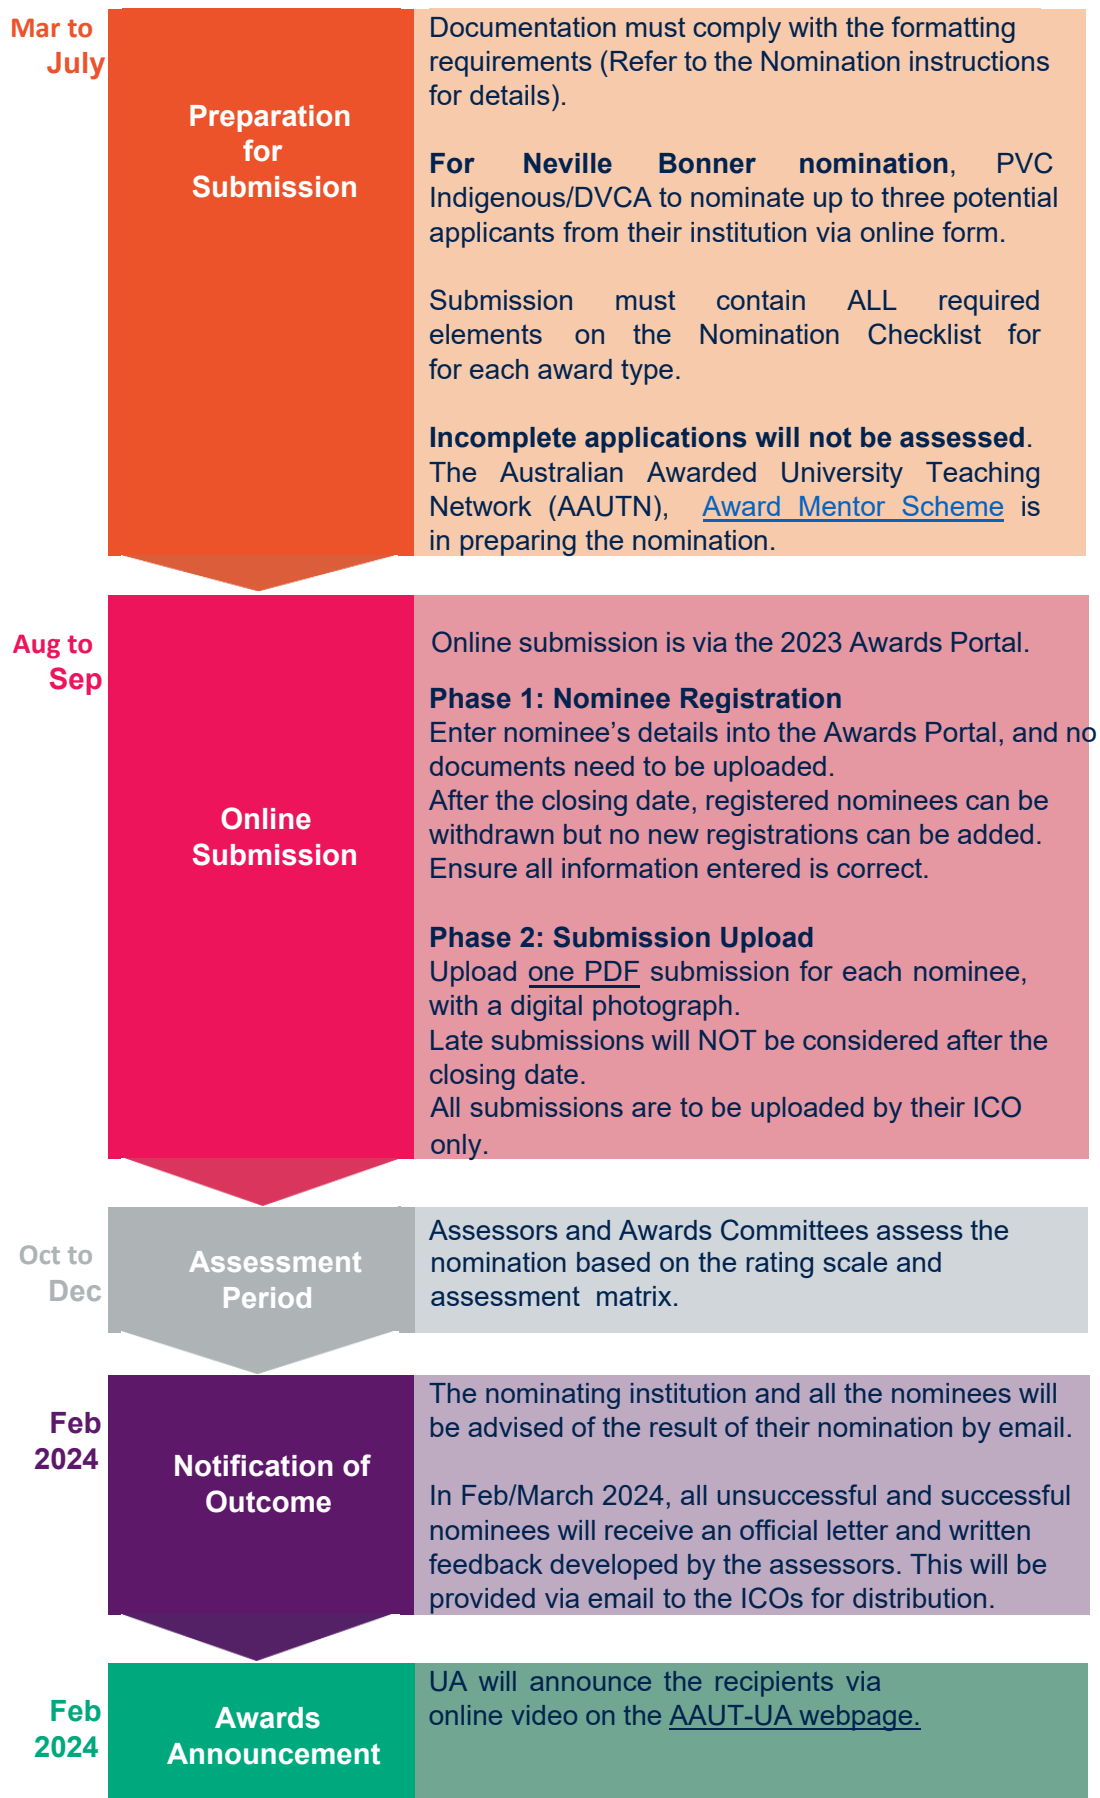 Mar to
July
Preparation
for
Submission
Documentation must comply with the formatting
requirements (Refer to the Nomination instructions
for details).
For Neville Bonner nomination, PVC
Indigenous/DVCA to nominate up to three potential
applicants from their institution via online form.
Submission must contain ALL required
elements on the Nomination Checklist for
for each award type.
Incomplete applications will not be assessed.
The Australian Awarded University Teaching
Network (AAUTN), Award Mentor Scheme is
in preparing the nomination.
Aug to
Sep
Online
Submission
Online submission is via the 2023 Awards Portal.
Phase 1: Nominee Registration
Enter nominee's details into the Awards Portal, and no
documents need to be uploaded.
After the closing date, registered nominees can be
withdrawn but no new registrations can be added.
Ensure all information entered is correct.
Phase 2: Submission Upload
Upload one PDF submission for each nominee,
with a digital photograph.
Late submissions will NOT be considered after the
closing date.
All submissions are to be uploaded by their ICO
only.
Oct to
Dec
Assessment
Period
Assessors and Awards Committees assess the
nomination based on the rating scale and
assessment matrix.
Feb
2024
Notification of
Outcome
The nominating institution and all the nominees will
be advised of the result of their nomination by email.
In Feb/March 2024, all unsuccessful and successful
nominees will receive an official letter and written
feedback developed by the assessors. This will be
provided via email to the ICOs for distribution.
Feb
2024
Awards
Announcement
UA will announce the recipients via
online video on the AAUT-UA webpage.